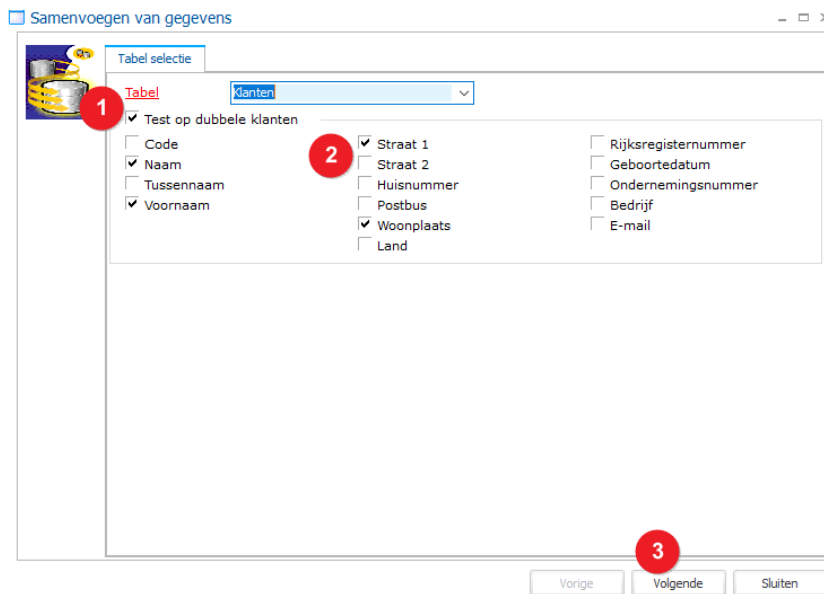 Samenvoegen van gegevens
Tabel selectie
Tabel Klanten
1
Test op dubbele klanten
Code
Naam
Tussennaam
Voornaam
2
Straat 1
Straat 2
Huisnummer
Postbus
Woonplaats
Land
Rijksregisternummer
Geboortedatum
Ondernemingsnummer
Bedrijf
E-mail
3
Vorige Volgende Sluiten